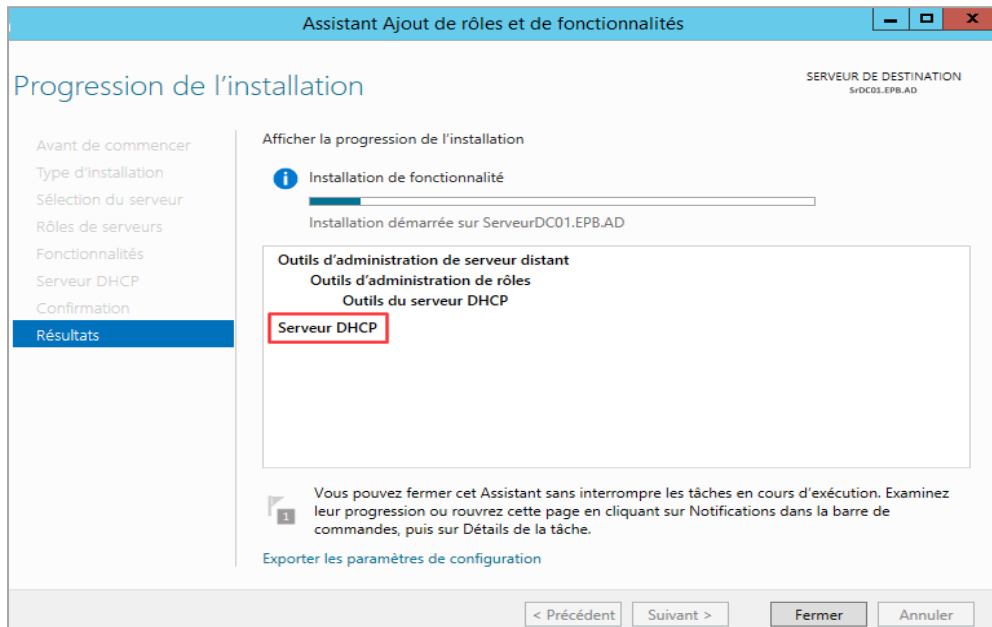 Assistant Ajout de rôles et de fonctionnalités
Progression de l'installation
SERVEUR DE DESTINATION
SrDC01.EPB.AD
Avant de commencer
Type d'installation
Sélection du serveur
Rôles de serveurs
Fonctionnalités
Serveur DHCP
Confirmation
Résultats
Afficher la progression de l'installation
Installation de fonctionnalité
Installation démarrée sur ServeurDC01.EPB.AD
Outils d'administration de serveur distant
Outils d'administration de rôles
Outils du serveur DHCP
Serveur DHCP
1
Vous pouvez fermer cet Assistant sans interrompre les tâches en cours d'exécution. Examinez
leur progression ou rouvrez cette page en cliquant sur Notifications dans la barre de
commandes, puis sur Détails de la tâche.
Exporter les paramètres de configuration
< Précédent
Suivant >
Fermer
Annuler